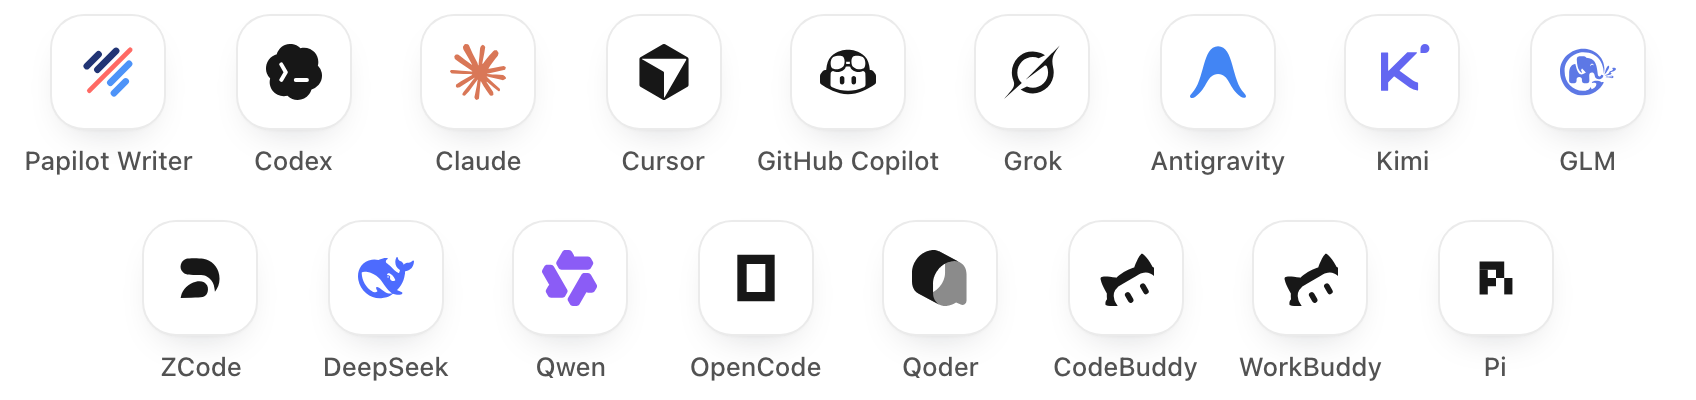 Papilot Writer
Codex
Claude
Cursor
GitHub Copilot
Grok
Antigravity
Kimi
GLM
ZCode
DeepSeek
Qwen
OpenCode
Qoder
CodeBuddy
WorkBuddy
Pi